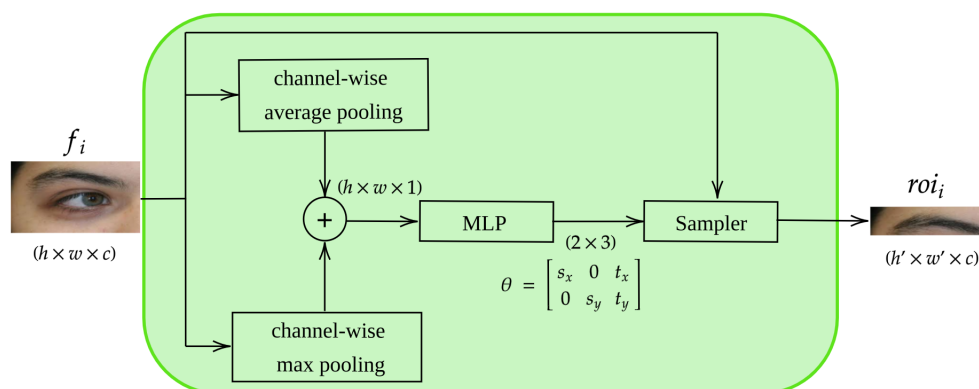 channel-wise
average pooling
f_i
(h × w × 1)
roi_i
+
MLP
Sampler
(h × w × c)
(2 × 3)
(h′ × w′ × c)
θ = [ s_x 0 t_x
0 s_y t_y ]
channel-wise
max pooling